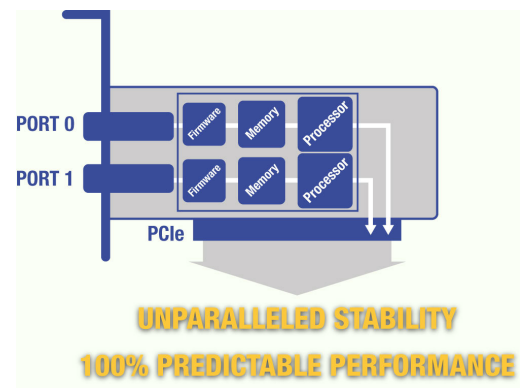 PORT 0
Firmware
Memory
Processor
PORT 1
Firmware
Memory
Processor
PCIe
UNPARALLELED STABILITY
100% PREDICTABLE PERFORMANCE